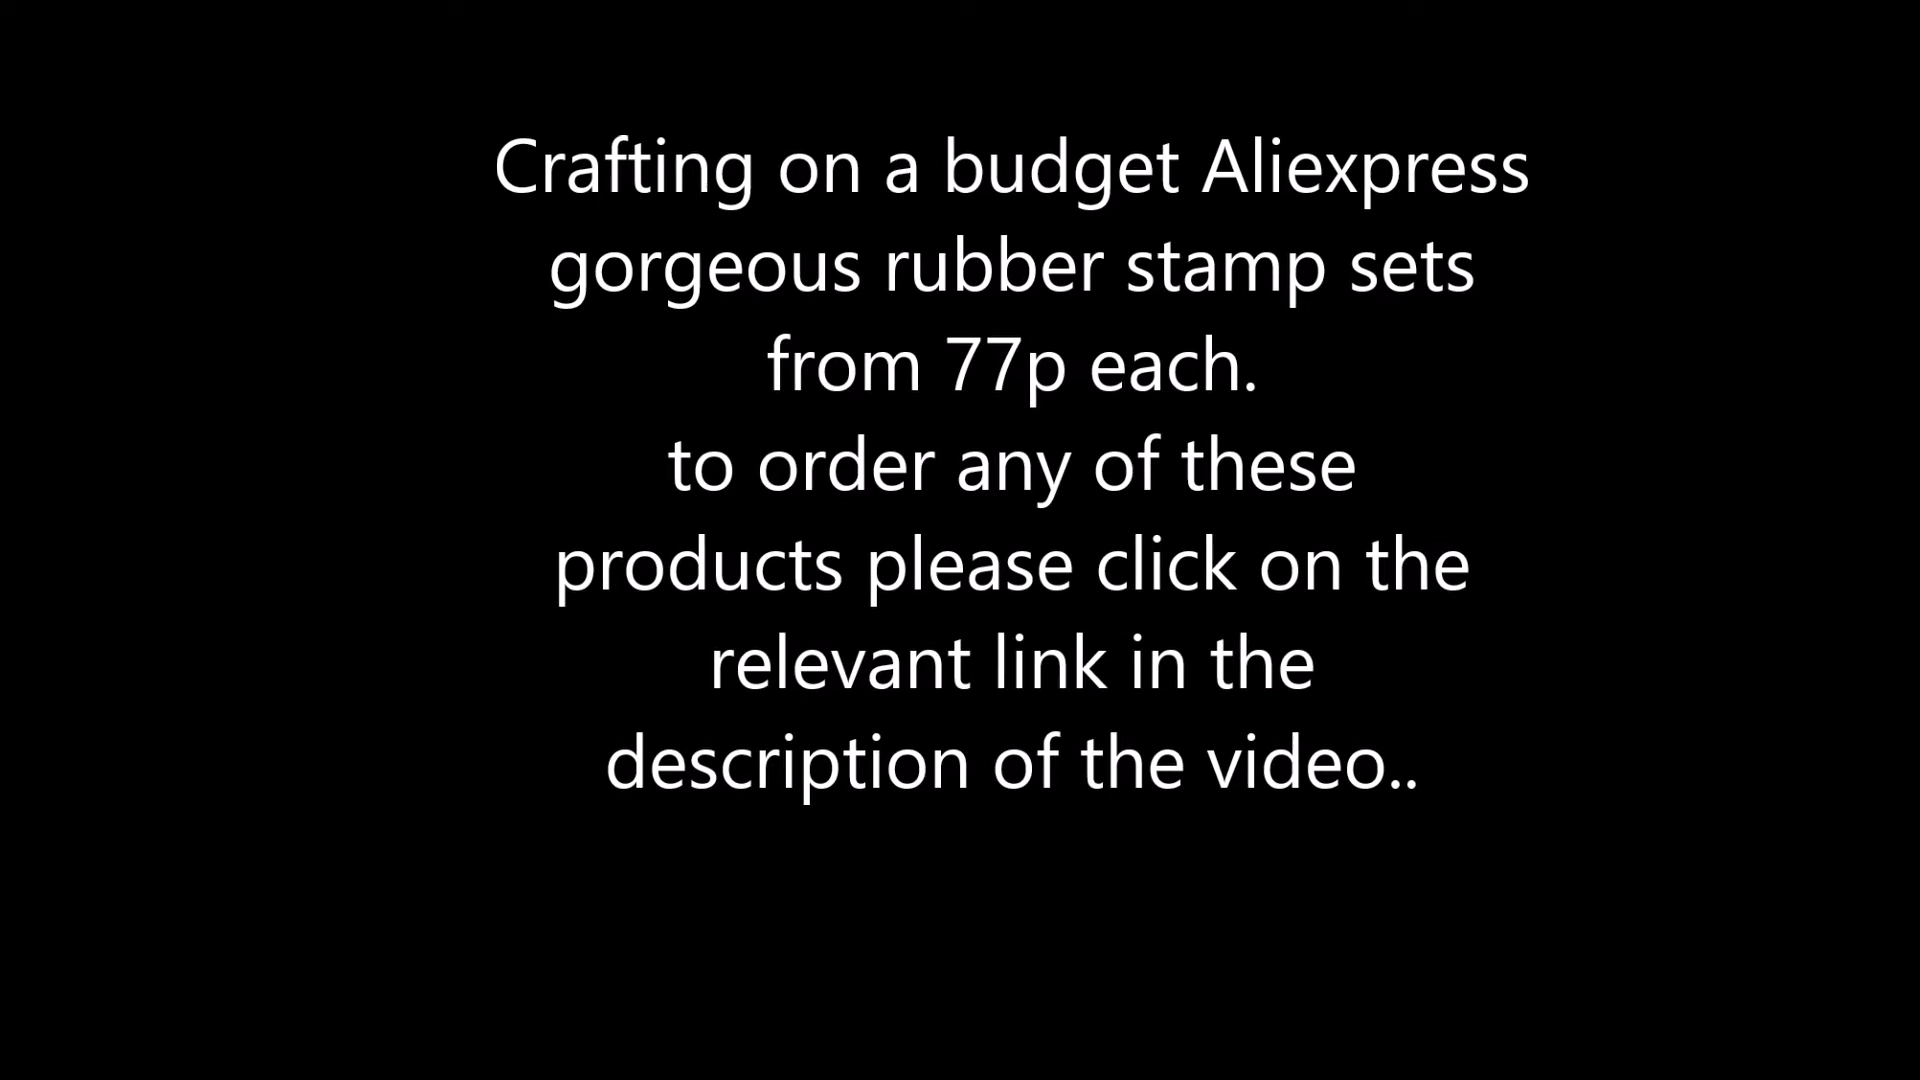 Crafting on a budget Aliexpress
gorgeous rubber stamp sets
from 77p each.
to order any of these
products please click on the
relevant link in the
description of the video..